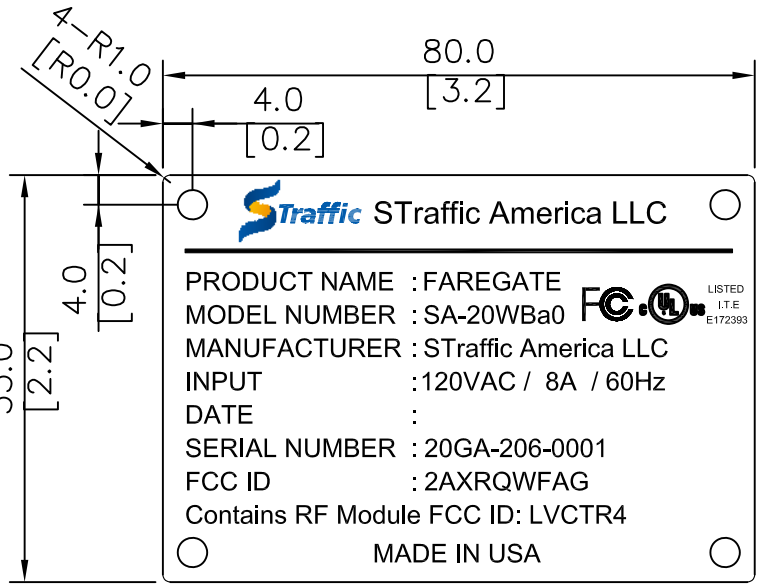 4-R1.0
[R0.0]
80.0
[3.2]
4.0
[0.2]
4.0
[0.2]
[2.2]
STraffic STraffic America LLC
PRODUCT NAME : FAREGATE
MODEL NUMBER : SA-20WBa0
FC c UL us LISTED
I.T.E
E172393
MANUFACTURER : STraffic America LLC
INPUT :120VAC / 8A / 60Hz
DATE :
SERIAL NUMBER : 20GA-206-0001
FCC ID : 2AXRQWFAG
Contains RF Module FCC ID: LVCTR4
MADE IN USA